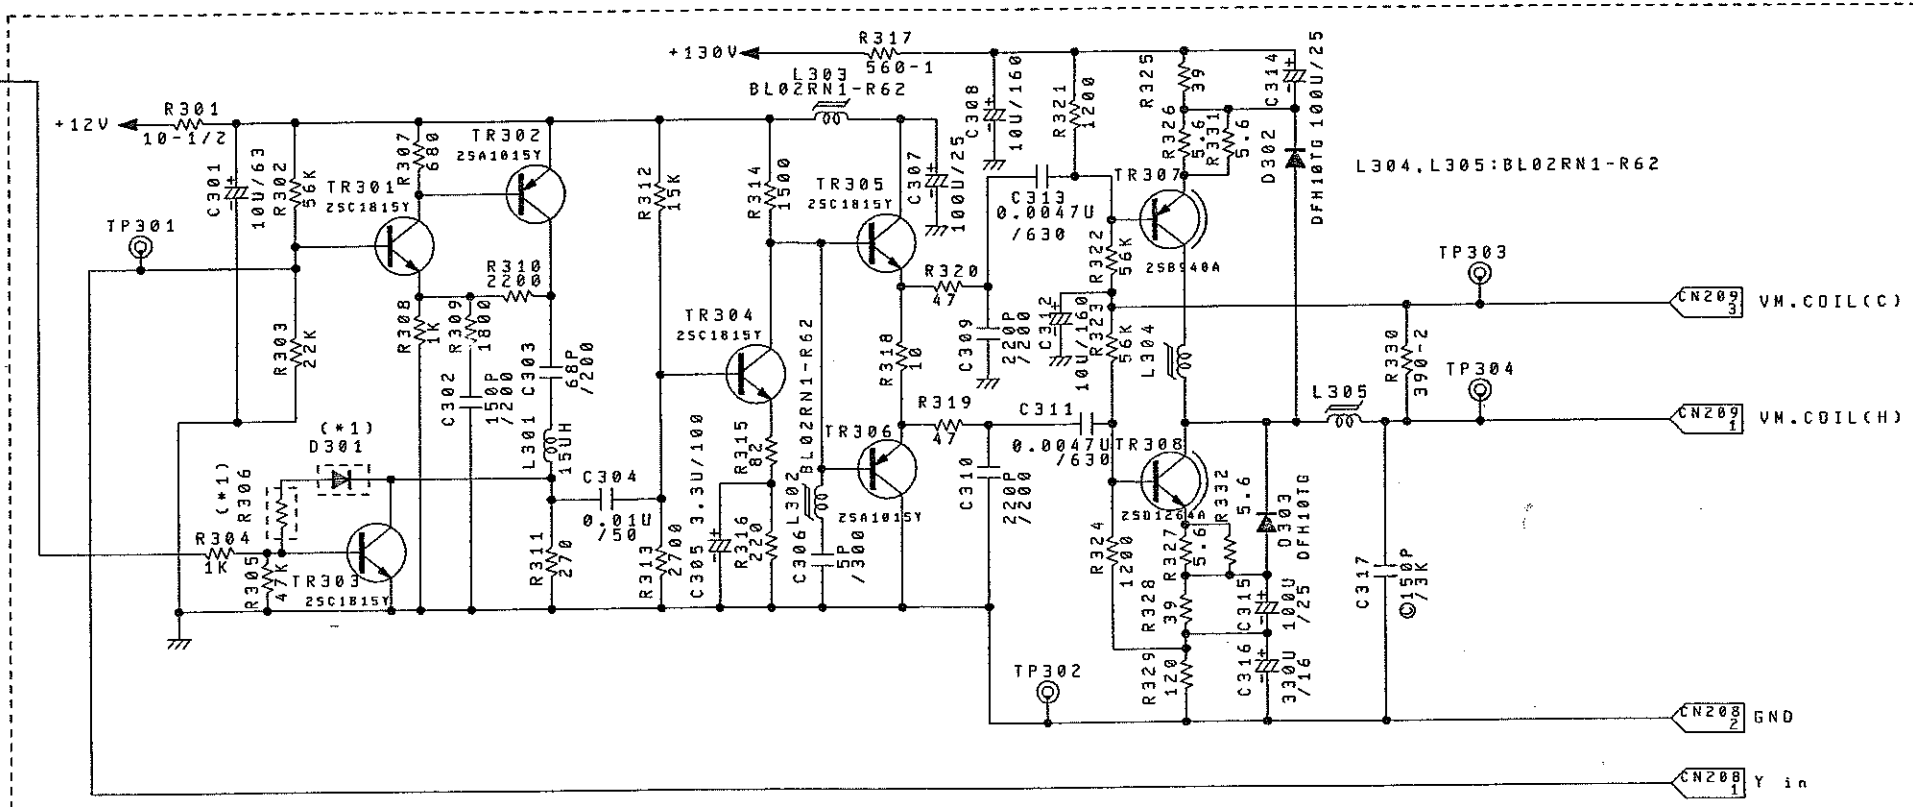 +130V
R317
560-1
L303
BL02RN1-R62
C308
10U/160
R321
1200
R325
39
C314
100U/25
+12V
R301
10-1/2
C301
10U/63
R302
56K
R307
680
TR302
2SA1015Y
TR301
2SC1815Y
R312
15K
R314
1500
TR305
2SC1815Y
C307
100U/25
C313
0.0047U
/630
TR307
2SB940A
R326
5.6
R331
5.6
D302
DFH10TG
L304,L305:BL02RN1-R62
TP301
R310
2200
R320
47
R322
56K
TP303
CN209
3
VM.COIL(C)
R303
22K
R308
1K
R309
1800
C303
68P
/200
C302
150P
/200
L301
15UH
TR304
2SC1815Y
R318
10
C309
220P
/200
C312
10U/160
R323
56K
L304
R330
390-2
TP304
L305
CN209
1
VM.COIL(H)
(*1)
D301
(*1)
R306
R304
1K
R305
47K
TR303
2SC1815Y
C304
0.01U
/50
R311
270
R313
2700
C305
3.3U/100
R315
82
R316
220
L302
BL02RN1-R62
C306
5P
/300
TR306
2SA1015Y
R319
47
C311
0.0047U
/630
C310
220P
/200
TR308
2SD1264A
R324
1200
R332
5.6
R327
5.6
D303
DFH10TG
R328
39
C315
100U
/25
R329
120
C316
330U
/16
C317
©150P
/3K
TP302
CN208
2
GND
CN208
1
Y in